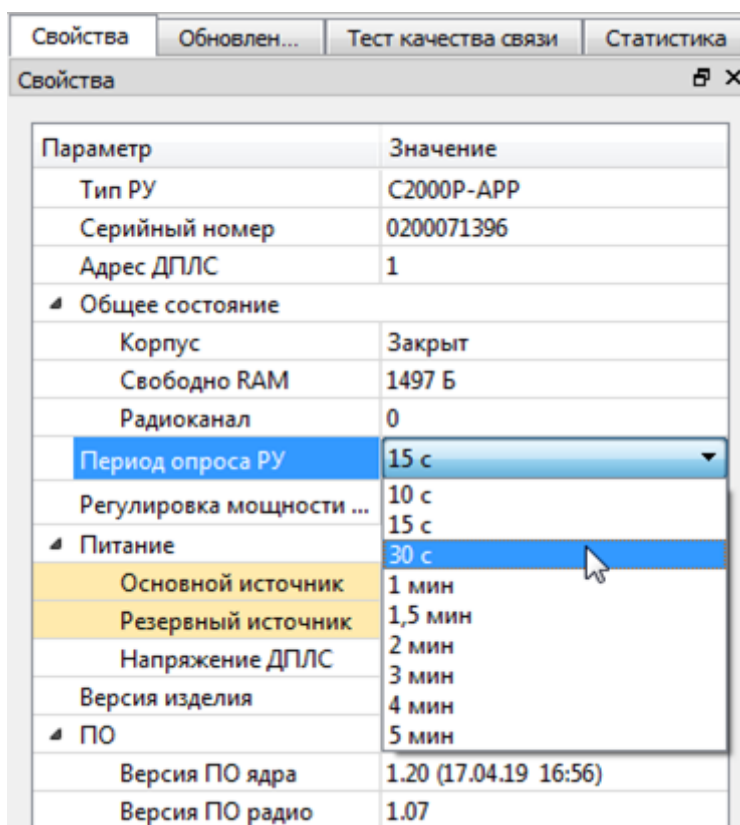 Свойства Обновлен... Тест качества связи Статистика
Свойства
Параметр Значение
Тип РУ С2000Р-АРР
Серийный номер 0200071396
Адрес ДПЛС 1
Общее состояние
Корпус Закрыт
Свободно RAM 1497 Б
Радиоканал 0
Период опроса РУ 15 с
Регулировка мощности ... 10 с
15 с
Питание 30 с
Основной источник 1 мин
Резервный источник 1,5 мин
Напряжение ДПЛС 2 мин
3 мин
Версия изделия 4 мин
ПО 5 мин
Версия ПО ядра 1.20 (17.04.19 16:56)
Версия ПО радио 1.07